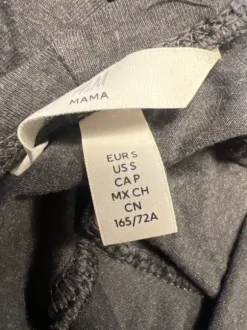 H&M
MAMA
EUR S
US S
CA P
MX CH
CN
165/72A